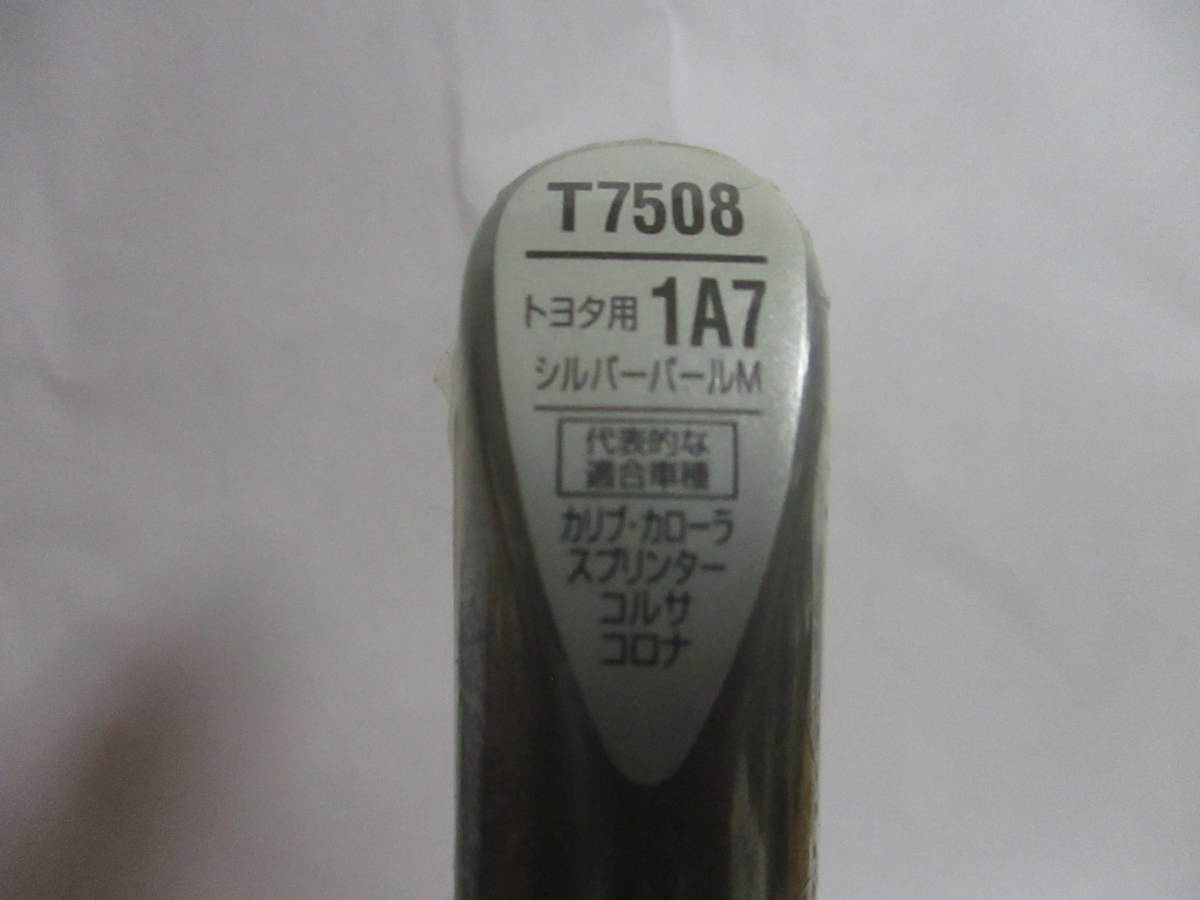 T7508
トヨタ用 1A7
シルバーパールM
代表的な
適合車種
カリブ・カローラ
スプリンター
コルサ
コロナ